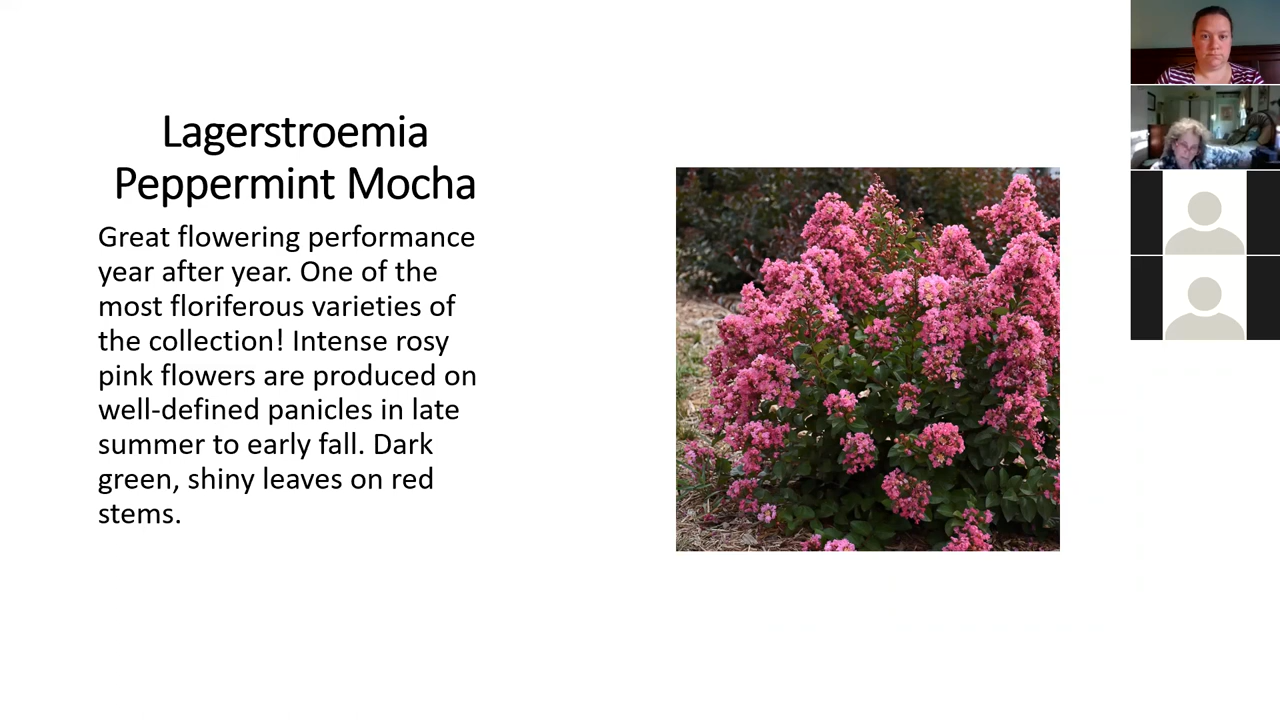 Lagerstroemia
Peppermint Mocha
Great flowering performance
year after year. One of the
most floriferous varieties of
the collection! Intense rosy
pink flowers are produced on
well-defined panicles in late
summer to early fall. Dark
green, shiny leaves on red
stems.